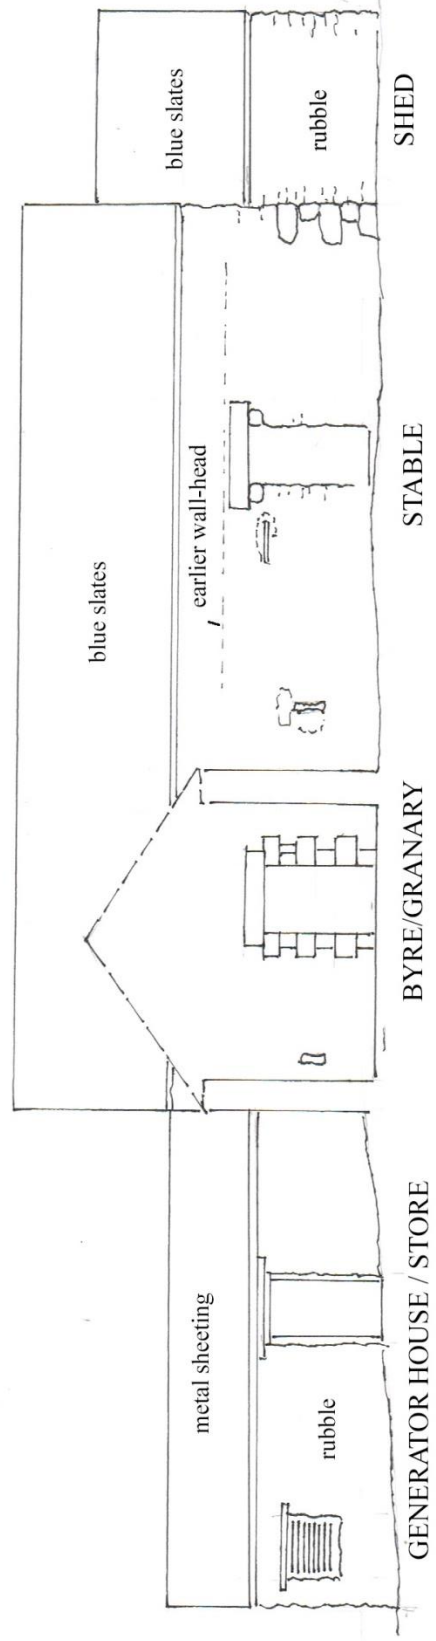 blue slates
blue slates
metal sheeting
earlier wall-head
rubble
rubble
GENERATOR HOUSE / STORE
BYRE/GRANARY
STABLE
SHED